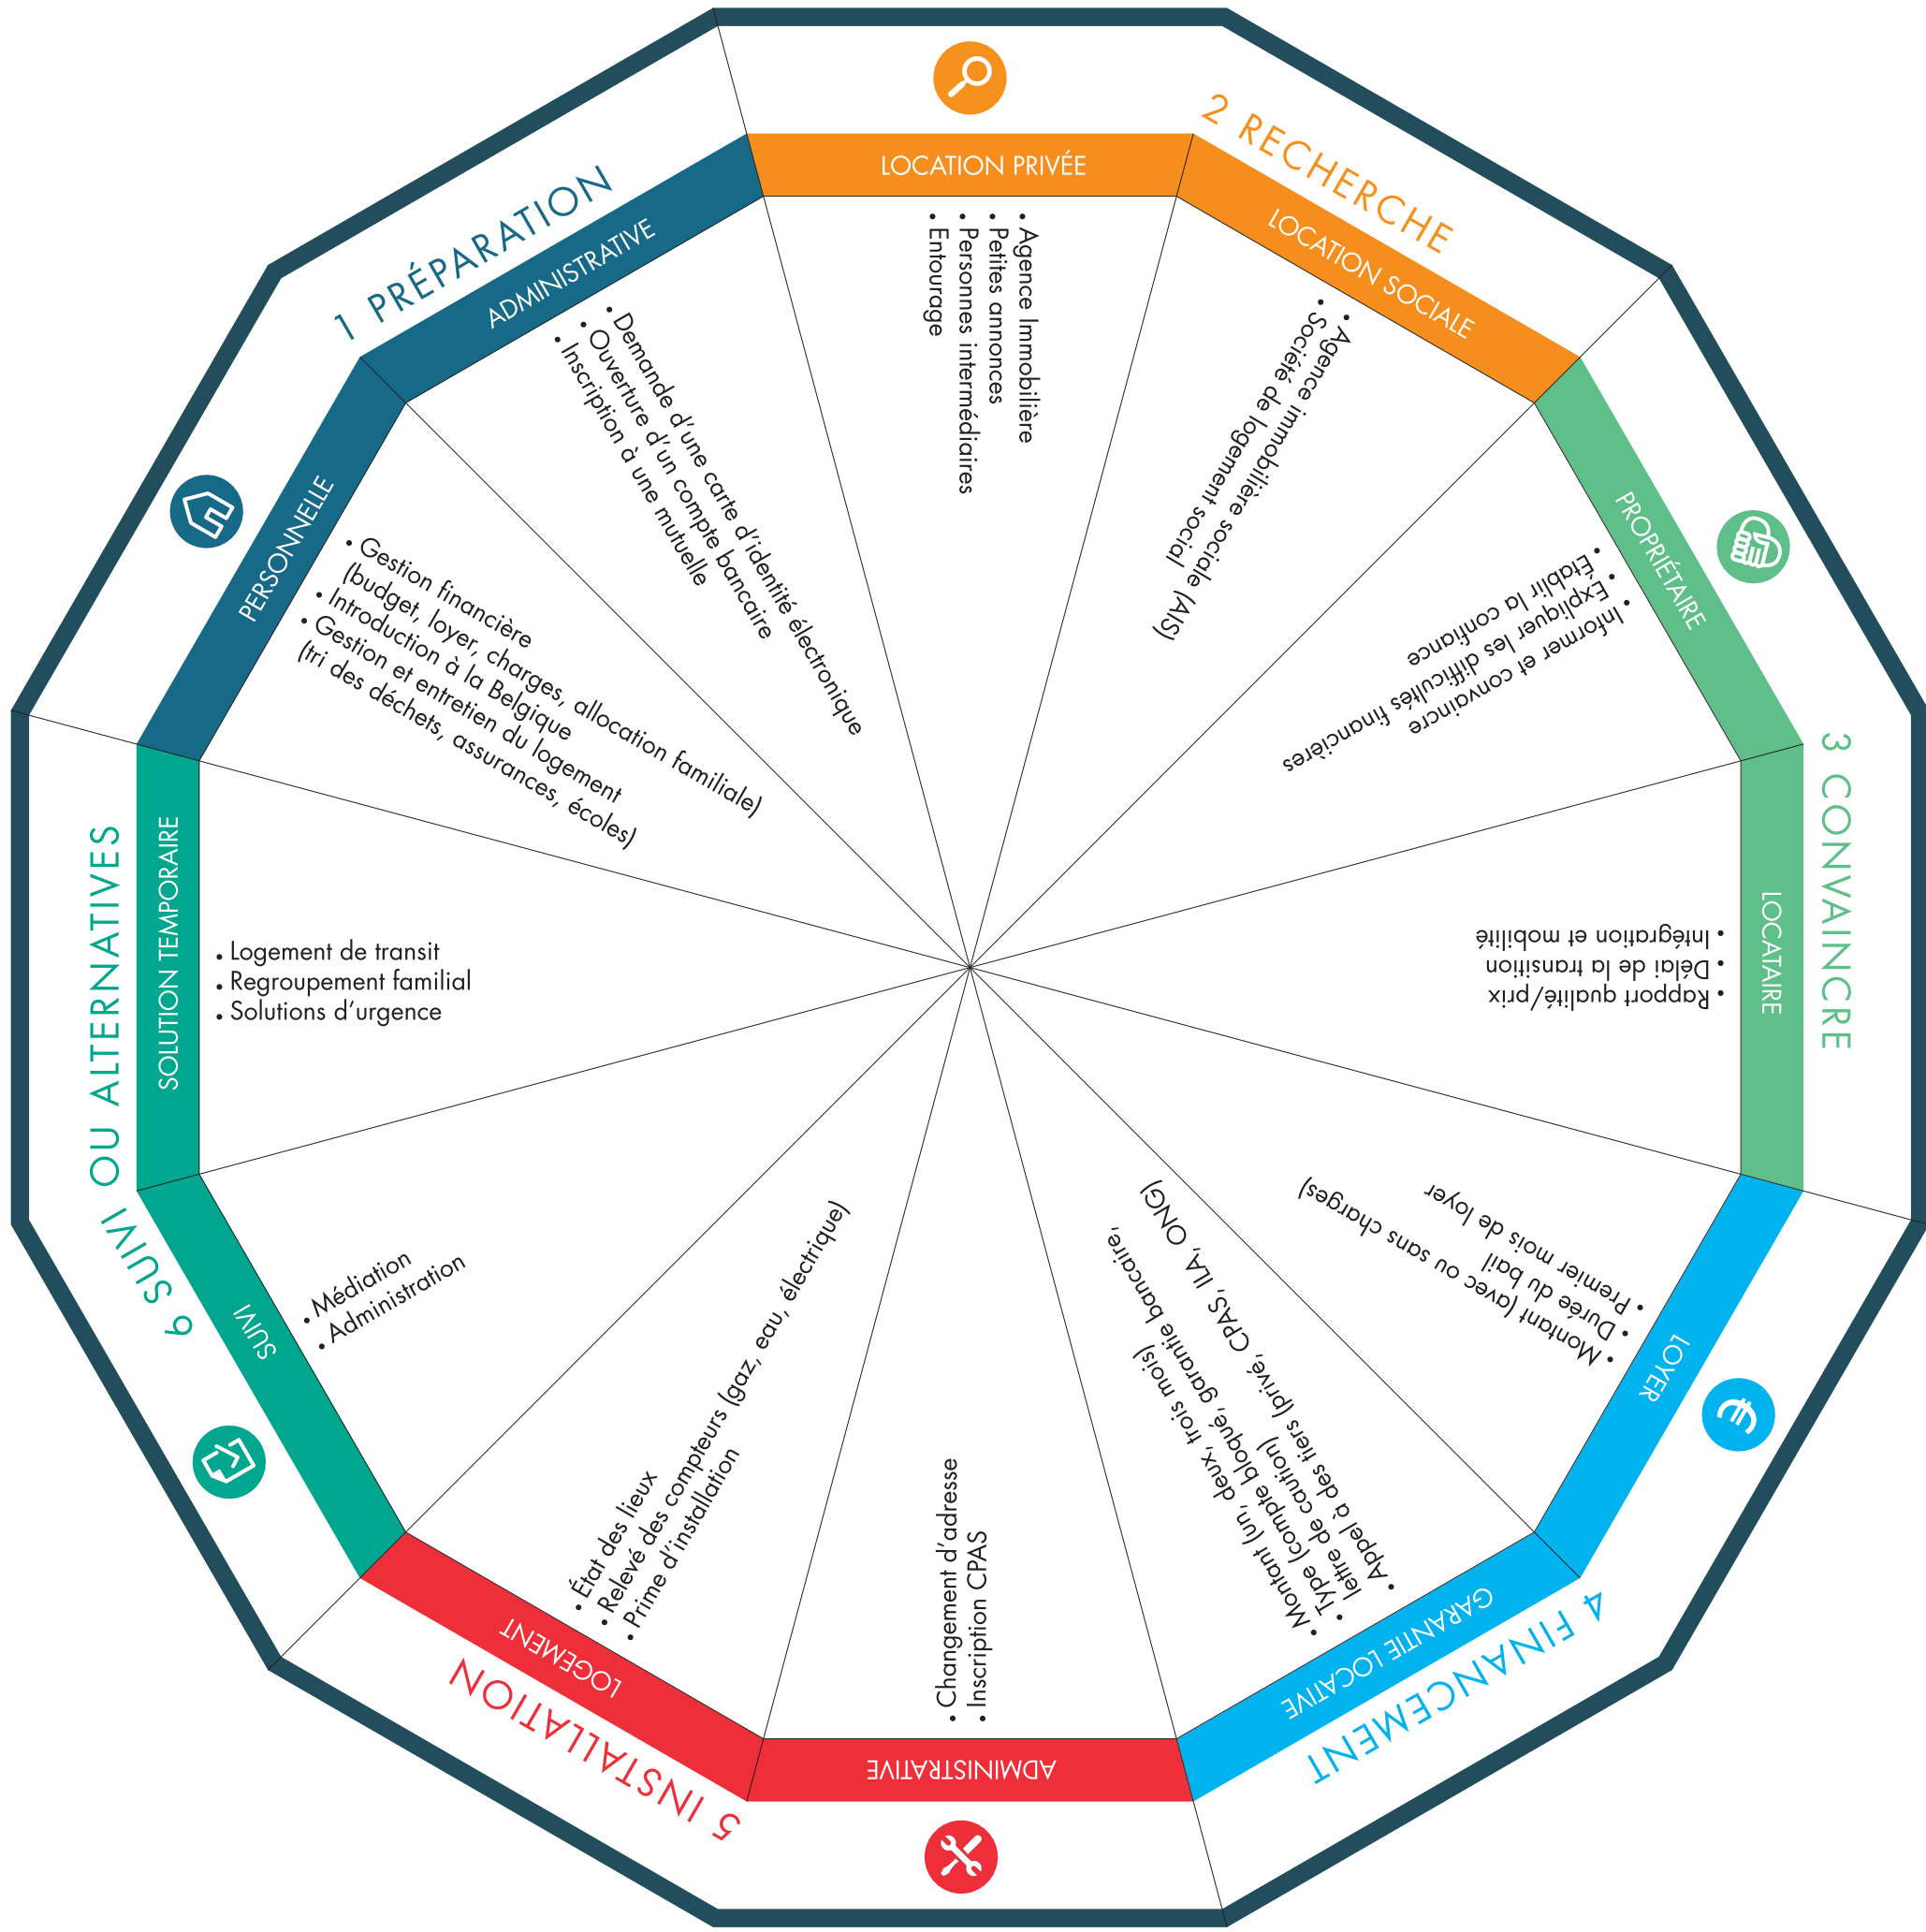 1 PRÉPARATION
PERSONNELLE
• Gestion financière
(budget, loyer, charges, allocation familiale)
• Introduction à la Belgique
• Gestion et entretien du logement
(tri des déchets, assurances, écoles)
ADMINISTRATIVE
• Demande d'une carte d'identité électronique
• Ouverture d'un compte bancaire
• Inscription à une mutuelle
2 RECHERCHE
LOCATION PRIVÉE
• Agence Immobilière
• Petites annonces
• Personnes intermédiaires
• Entourage
LOCATION SOCIALE
• Agence immobilière sociale (AIS)
• Société de logement social
3 CONVAINCRE
PROPRIÉTAIRE
• Informer et convaincre
• Expliquer les difficultés financières
• Établir la confiance
LOCATAIRE
• Rapport qualité/prix
• Délai de la transition
• Intégration et mobilité
4 FINANCEMENT
LOYER
• Montant (avec ou sans charges)
• Durée du bail
• Premier mois de loyer
GARANTIE LOCATIVE
• Montant (un, deux, trois mois)
• Type (compte bloqué, garantie bancaire,
lettre de caution)
• Appel à des tiers (privé, CPAS, ILA, ONG)
5 INSTALLATION
ADMINISTRATIVE
• Changement d'adresse
• Inscription CPAS
LOGEMENT
• État des lieux
• Relevé des compteurs (gaz, eau, électrique)
• Prime d'installation
6 SUIVI OU ALTERNATIVES
SUIVI
• Médiation
• Administration
SOLUTION TEMPORAIRE
• Logement de transit
• Regroupement familial
• Solutions d'urgence